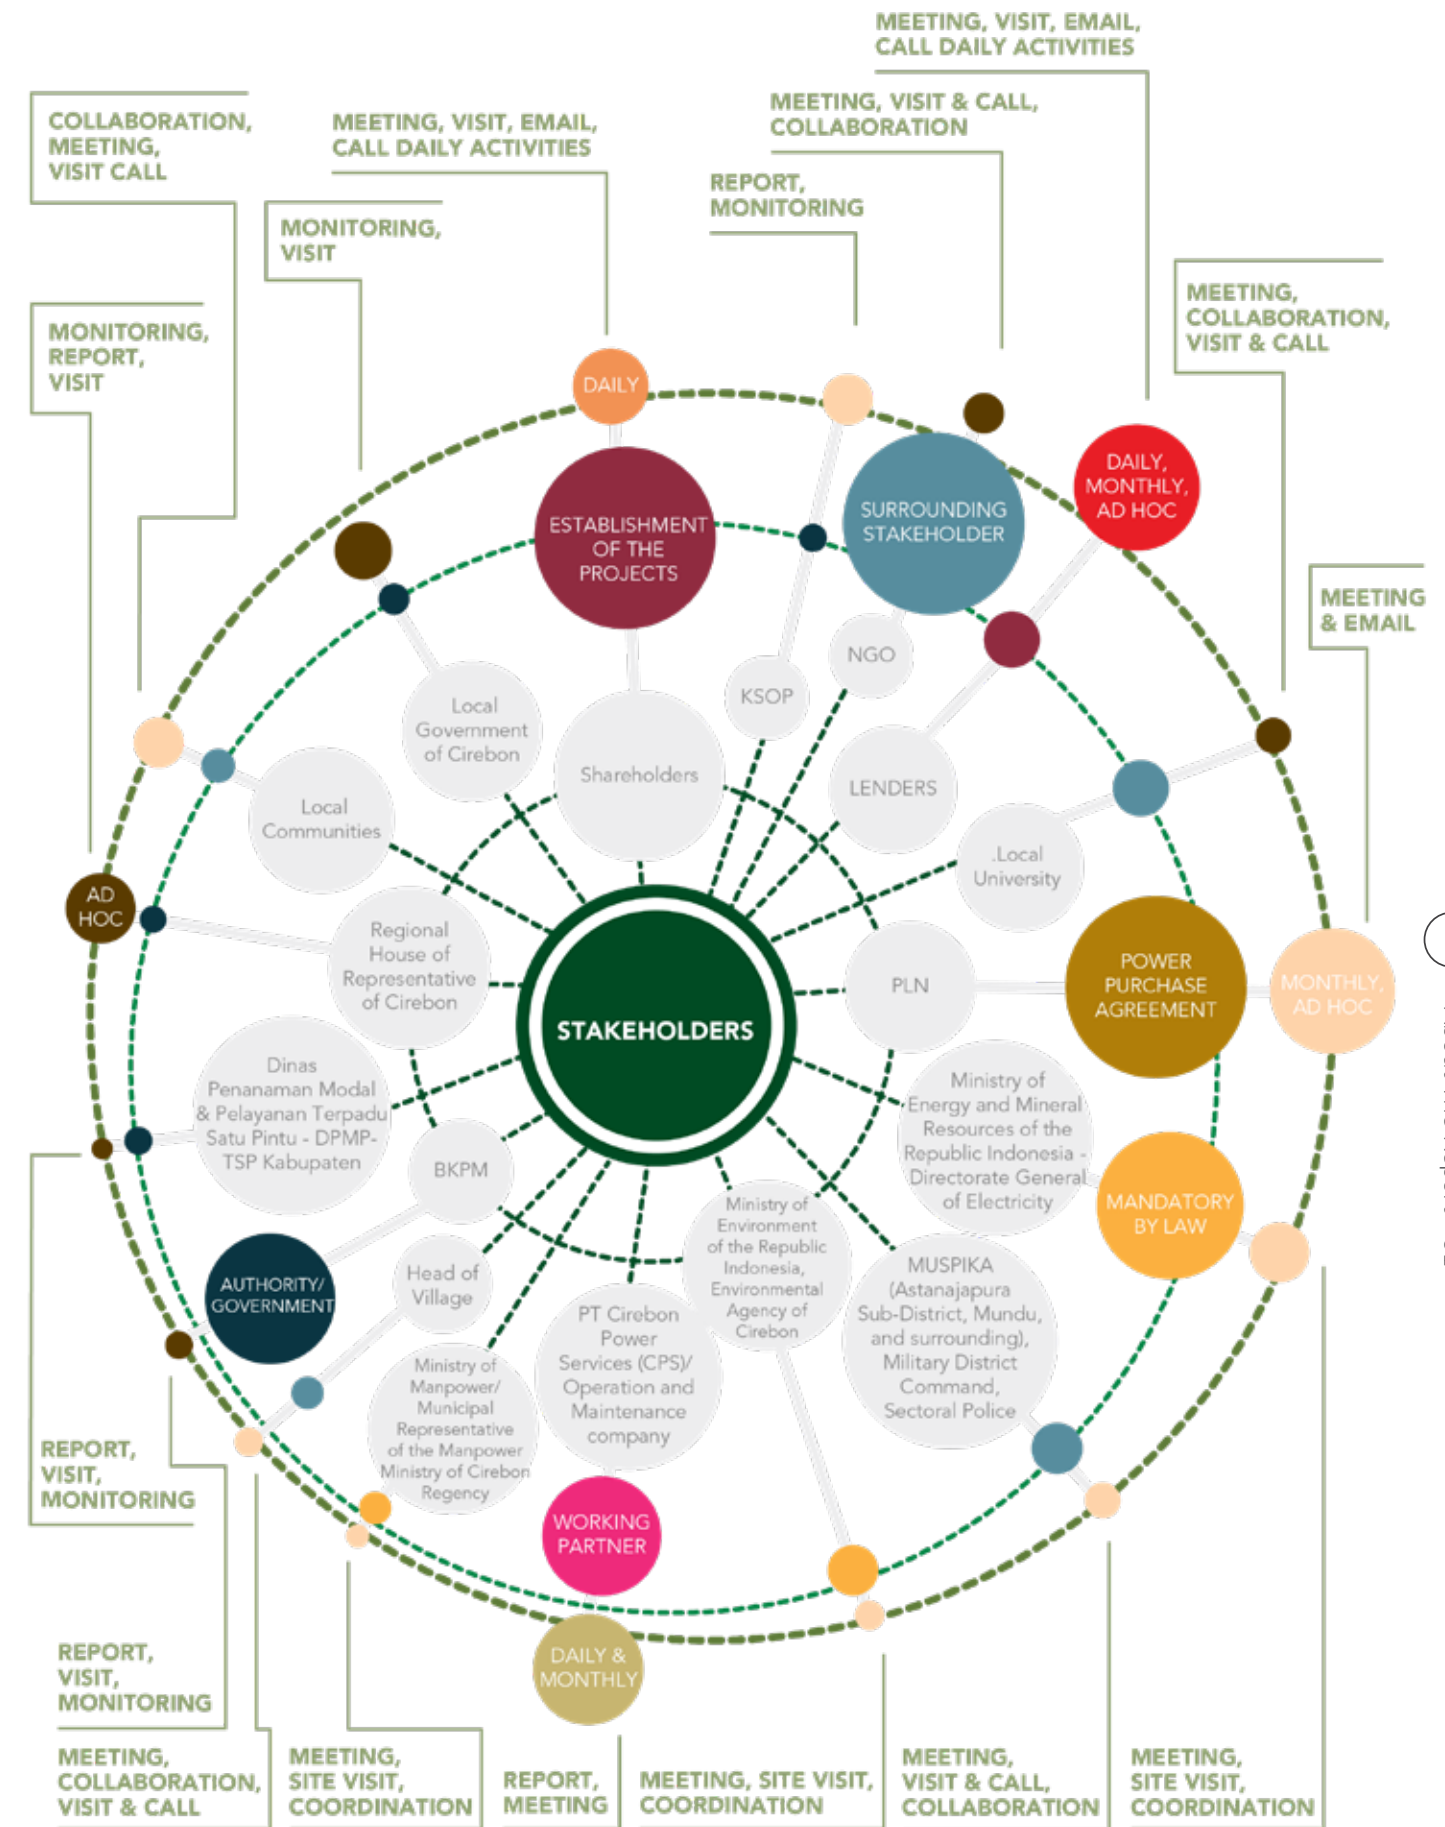 MEETING, VISIT, EMAIL,
CALL DAILY ACTIVITIES
MEETING, VISIT & CALL,
COLLABORATION
COLLABORATION,
MEETING,
VISIT CALL
MEETING, VISIT, EMAIL,
CALL DAILY ACTIVITIES
REPORT,
MONITORING
MONITORING,
VISIT
MEETING,
COLLABORATION,
VISIT & CALL
MONITORING,
REPORT,
VISIT
DAILY
DAILY,
MONTHLY,
AD HOC
ESTABLISHMENT
OF THE
PROJECTS
SURROUNDING
STAKEHOLDER
MEETING
& EMAIL
NGO
KSOP
Local
Government
of Cirebon
Shareholders
LENDERS
Local
Communities
.Local
University
AD
HOC
Regional
House of
Representative
of Cirebon
PLN
POWER
PURCHASE
AGREEMENT
MONTHLY,
AD HOC
STAKEHOLDERS
Dinas
Penanaman Modal
& Pelayanan Terpadu
Satu Pintu - DPMP-
TSP Kabupaten
Ministry of
Energy and Mineral
Resources of the
Republic Indonesia -
Directorate General
of Electricity
BKPM
MANDATORY
BY LAW
Ministry of
Environment
of the Republic
Indonesia,
Environmental
Agency of
Cirebon
AUTHORITY/
GOVERNMENT
Head of
Village
MUSPIKA
(Astanajapura
Sub-District, Mundu,
and surrounding),
Military District
Command,
Sectoral Police
PT Cirebon
Power
Services (CPS)/
Operation and
Maintenance
company
Ministry of
Manpower/
Municipal
Representative
of the Manpower
Ministry of Cirebon
Regency
REPORT,
VISIT,
MONITORING
WORKING
PARTNER
DAILY &
MONTHLY
REPORT,
VISIT,
MONITORING
MEETING,
COLLABORATION,
VISIT & CALL
MEETING,
SITE VISIT,
COORDINATION
REPORT,
MEETING
MEETING, SITE VISIT,
COORDINATION
MEETING,
VISIT & CALL,
COLLABORATION
MEETING,
SITE VISIT,
COORDINATION